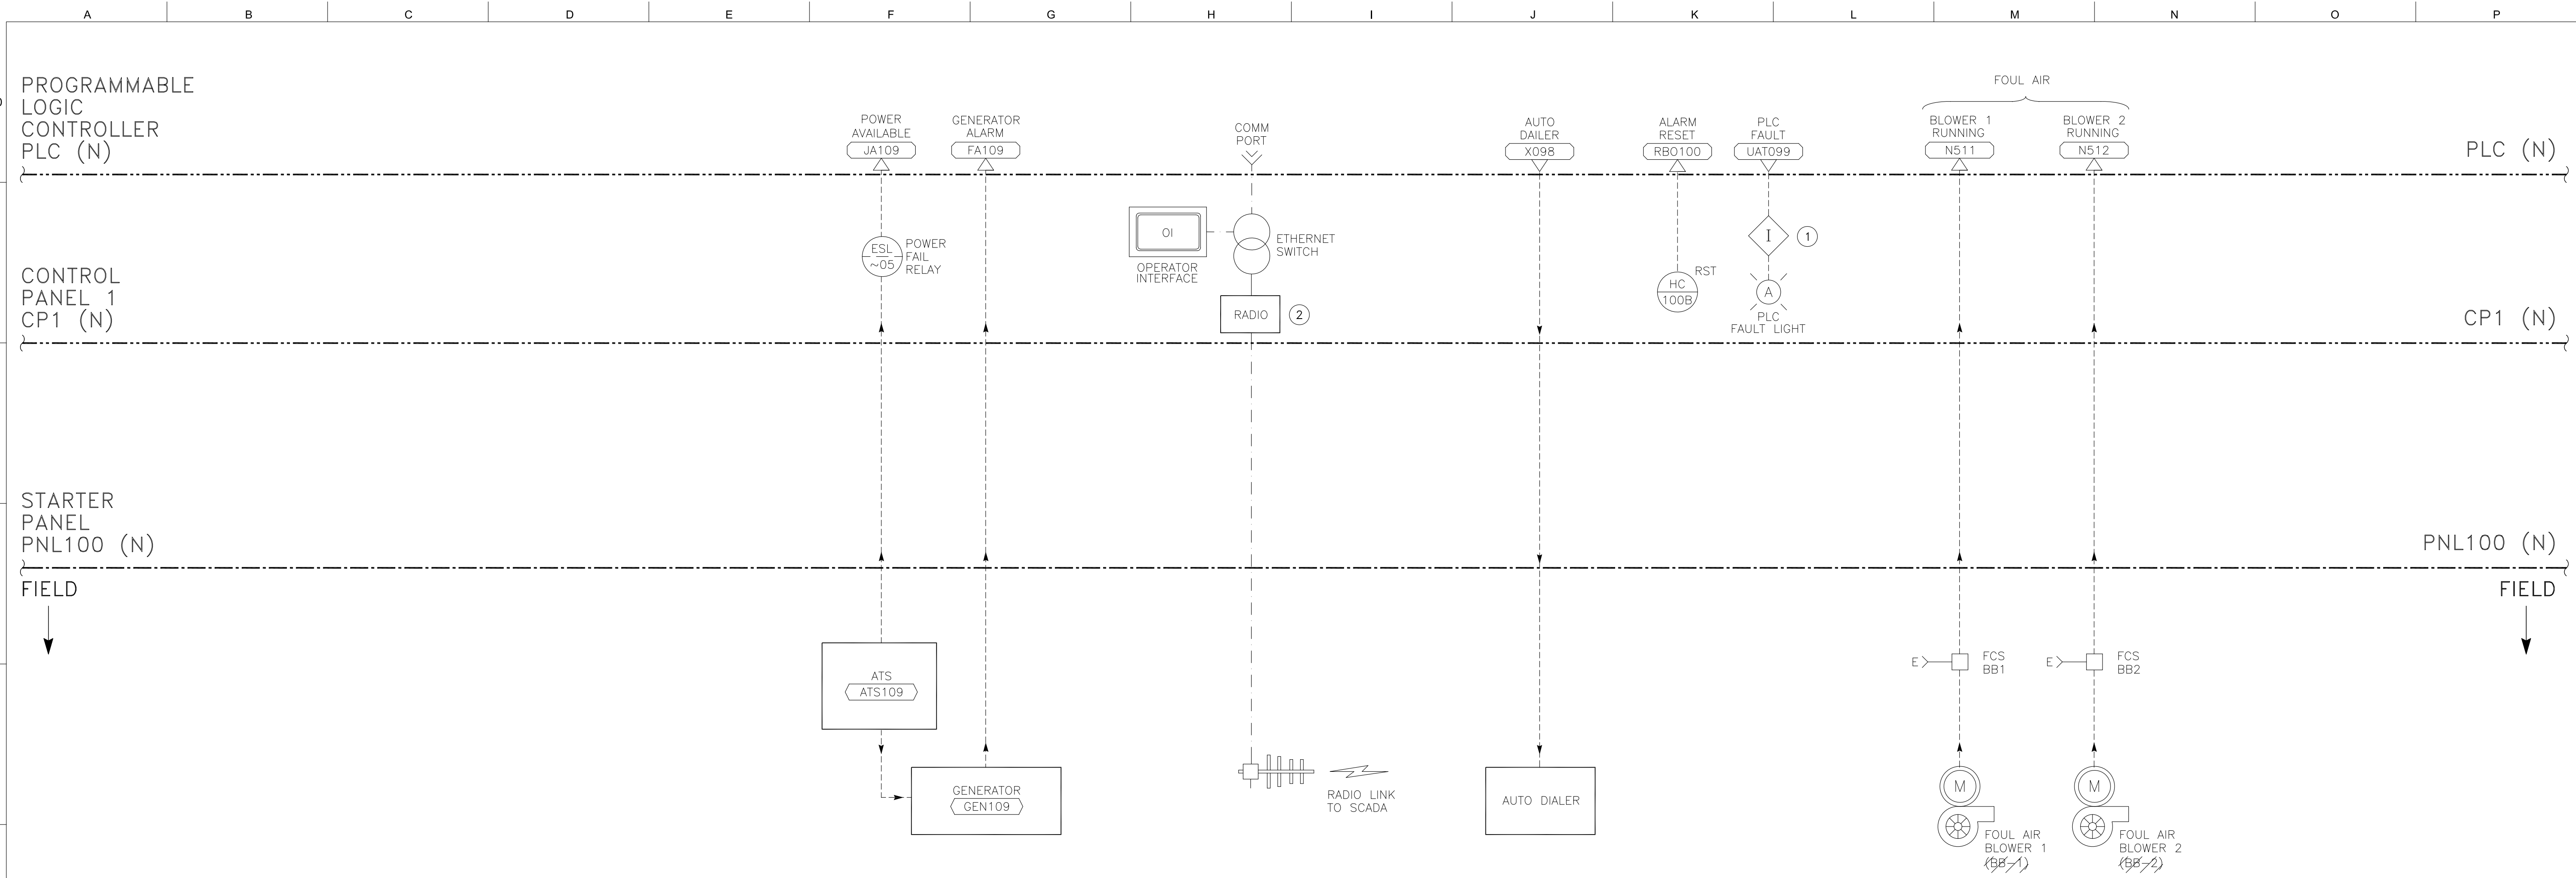 A B C D E F G H I J K L M N O P
PROGRAMMABLE
LOGIC
CONTROLLER
PLC (N)
POWER
AVAILABLE
JA109
GENERATOR
ALARM
FA109
COMM
PORT
AUTO
DAILER
X098
ALARM
RESET
RBO100
PLC
FAULT
UAT099
FOUL AIR
BLOWER 1
RUNNING
N511
BLOWER 2
RUNNING
N512
PLC (N)
CONTROL
PANEL 1
CP1 (N)
ESL
~05
POWER
FAIL
RELAY
OI
OPERATOR
INTERFACE
ETHERNET
SWITCH
RADIO
2
HC
100B
RST
I
1
A
PLC
FAULT LIGHT
CP1 (N)
STARTER
PANEL
PNL100 (N)
PNL100 (N)
FIELD
FIELD
ATS
ATS109
GENERATOR
GEN109
RADIO LINK
TO SCADA
AUTO DIALER
E
FCS
BB1
E
FCS
BB2
M
FOUL AIR
BLOWER 1
(BB-1)
M
FOUL AIR
BLOWER 2
(BB-2)